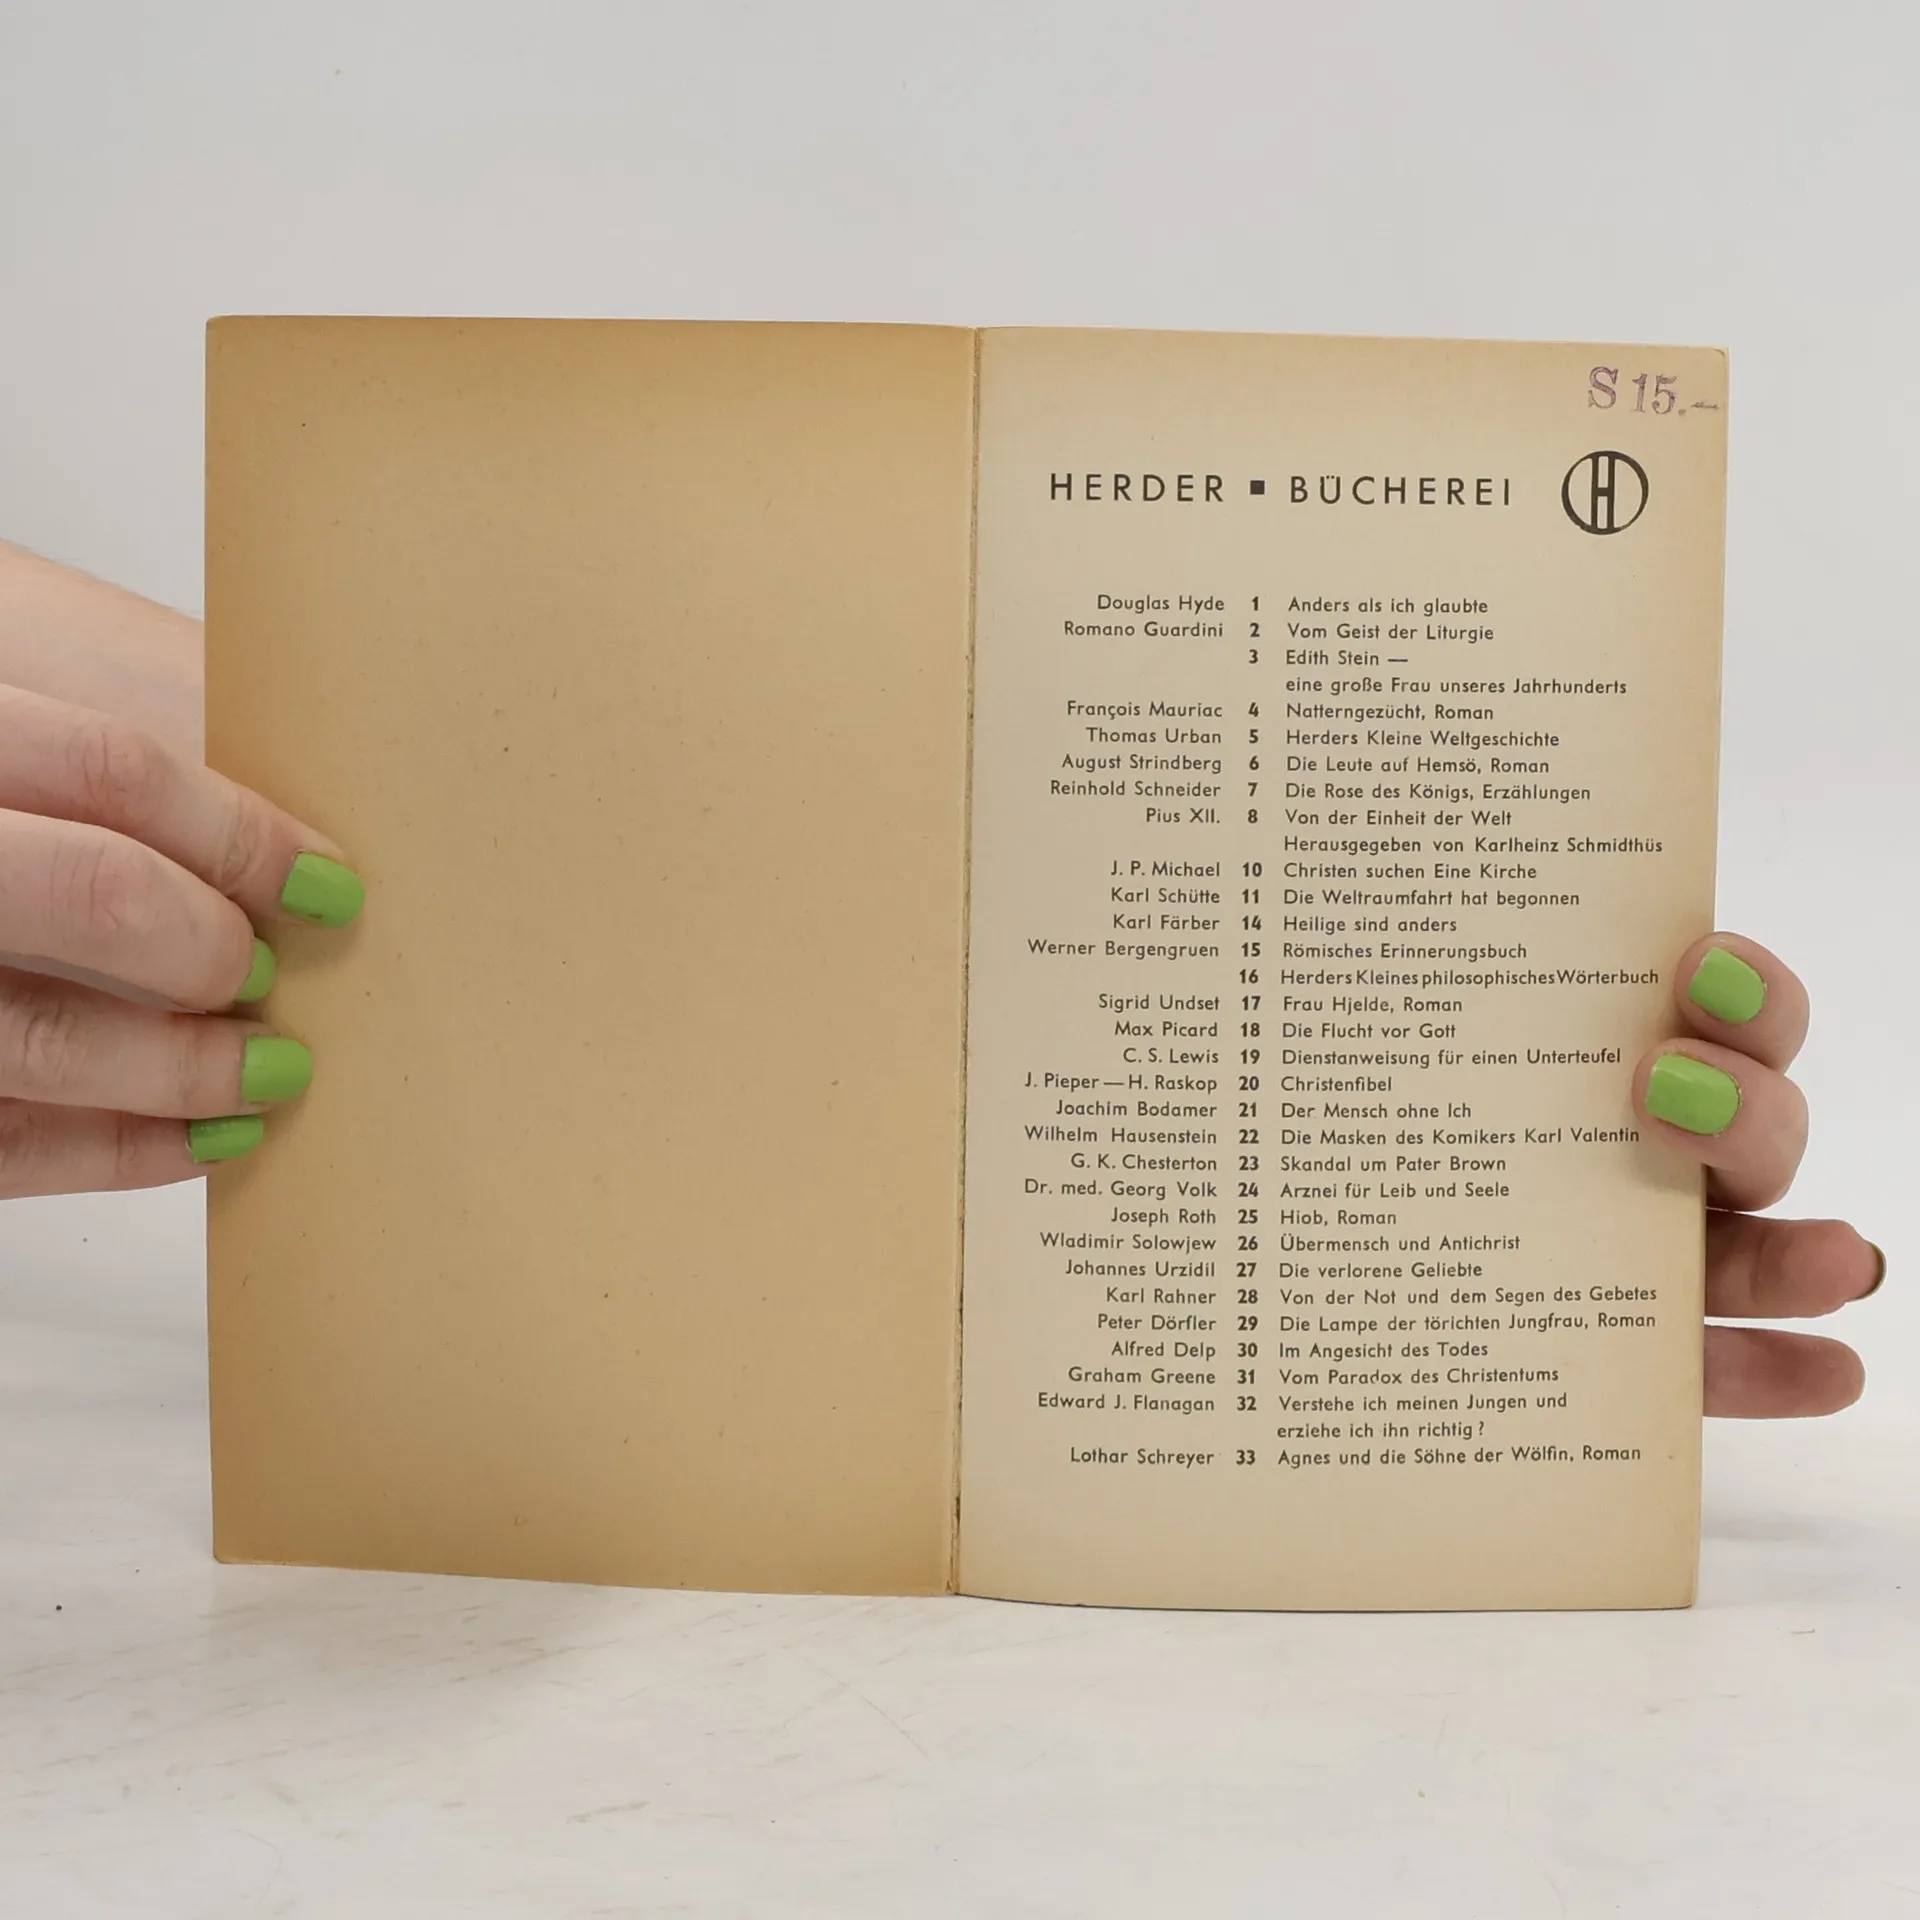 S 15.–
HERDER ▪ BÜCHEREI H
Douglas Hyde 1 Anders als ich glaubte
Romano Guardini 2 Vom Geist der Liturgie
3 Edith Stein —
eine große Frau unseres Jahrhunderts
François Mauriac 4 Natterngezücht, Roman
Thomas Urban 5 Herders Kleine Weltgeschichte
August Strindberg 6 Die Leute auf Hemsö, Roman
Reinhold Schneider 7 Die Rose des Königs, Erzählungen
Pius XII. 8 Von der Einheit der Welt
Herausgegeben von Karlheinz Schmidthüs
J. P. Michael 10 Christen suchen Eine Kirche
Karl Schütte 11 Die Weltraumfahrt hat begonnen
Karl Färber 14 Heilige sind anders
Werner Bergengruen 15 Römisches Erinnerungsbuch
16 Herders Kleines philosophisches Wörterbuch
Sigrid Undset 17 Frau Hjelde, Roman
Max Picard 18 Die Flucht vor Gott
C. S. Lewis 19 Dienstanweisung für einen Unterteufel
J. Pieper — H. Raskop 20 Christenfibel
Joachim Bodamer 21 Der Mensch ohne Ich
Wilhelm Hausenstein 22 Die Masken des Komikers Karl Valentin
G. K. Chesterton 23 Skandal um Pater Brown
Dr. med. Georg Volk 24 Arznei für Leib und Seele
Joseph Roth 25 Hiob, Roman
Wladimir Solowjew 26 Übermensch und Antichrist
Johannes Urzidil 27 Die verlorene Geliebte
Karl Rahner 28 Von der Not und dem Segen des Gebetes
Peter Dörfler 29 Die Lampe der törichten Jungfrau, Roman
Alfred Delp 30 Im Angesicht des Todes
Graham Greene 31 Vom Paradox des Christentums
Edward J. Flanagan 32 Verstehe ich meinen Jungen und
erziehe ich ihn richtig?
Lothar Schreyer 33 Agnes und die Söhne der Wölfin, Roman